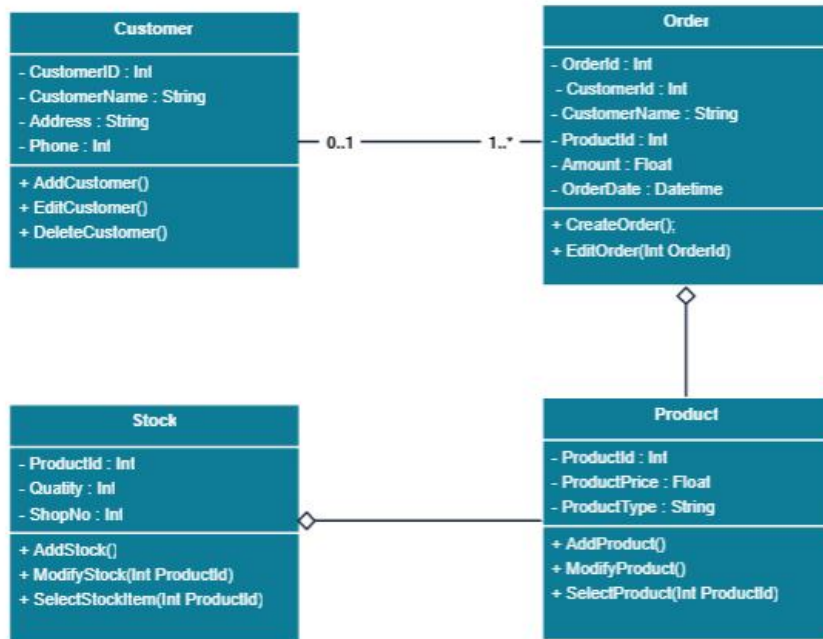 Customer
- CustomerID : Int
- CustomerName : String
- Address : String
- Phone : Int
+ AddCustomer()
+ EditCustomer()
+ DeleteCustomer()
0..1
1..*
Order
- OrderId : Int
- CustomerId : Int
- CustomerName : String
- ProductId : Int
- Amount : Float
- OrderDate : Datetime
+ CreateOrder();
+ EditOrder(Int OrderId)
Stock
- ProductId : Int
- Quatity : Int
- ShopNo : Int
+ AddStock()
+ ModifyStock(Int ProductId)
+ SelectStockItem(Int ProductId)
Product
- ProductId : Int
- ProductPrice : Float
- ProductType : String
+ AddProduct()
+ ModifyProduct()
+ SelectProduct(Int ProductId)